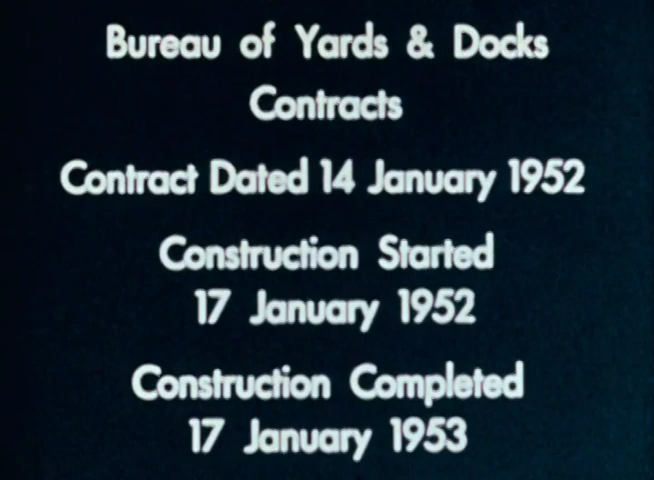 Bureau of Yards & Docks
Contracts
Contract Dated 14 January 1952
Construction Started
17 January 1952
Construction Completed
17 January 1953